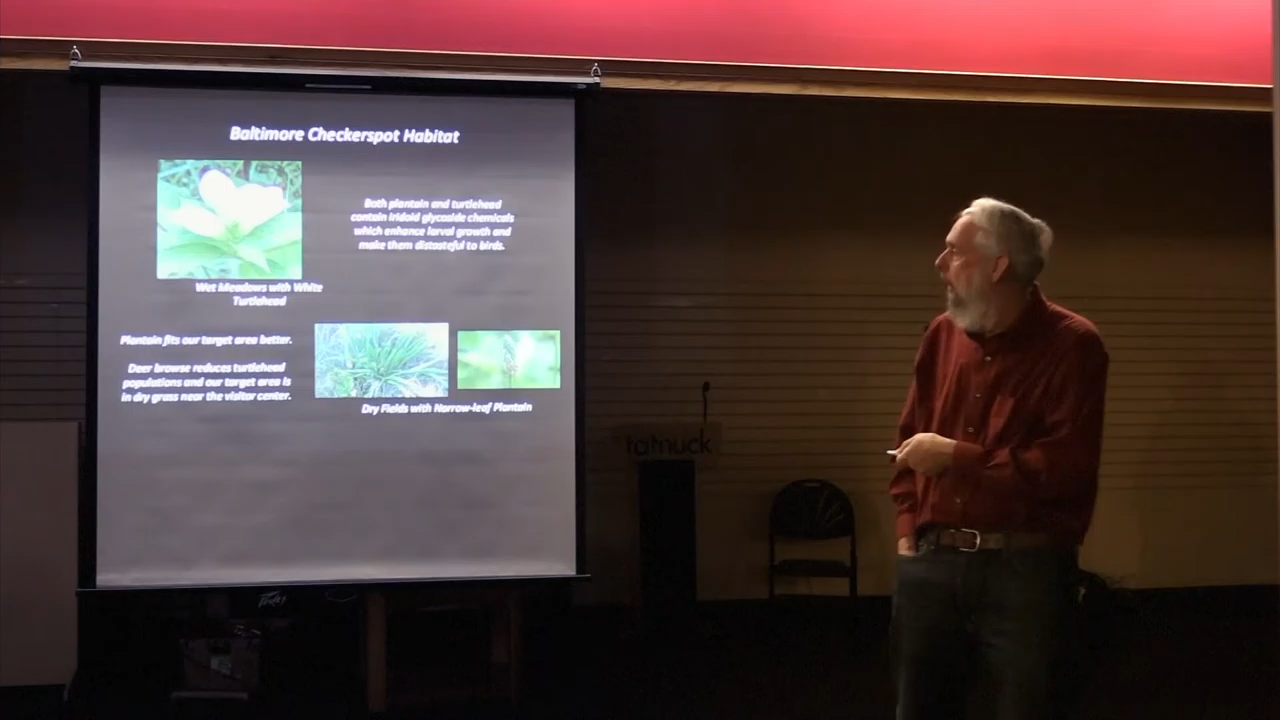 Baltimore Checkerspot Habitat
Both plantain and turtlehead
contain iridoid glycoside chemicals
which enhance larval growth and
make them distasteful to birds.
Wet Meadows with White
Turtlehead
Plantain fits our target area better.
Deer browse reduces turtlehead
populations and our target area is
in dry grass near the visitor center.
Dry Fields with Narrow-leaf Plantain
tatnuck
Peavey